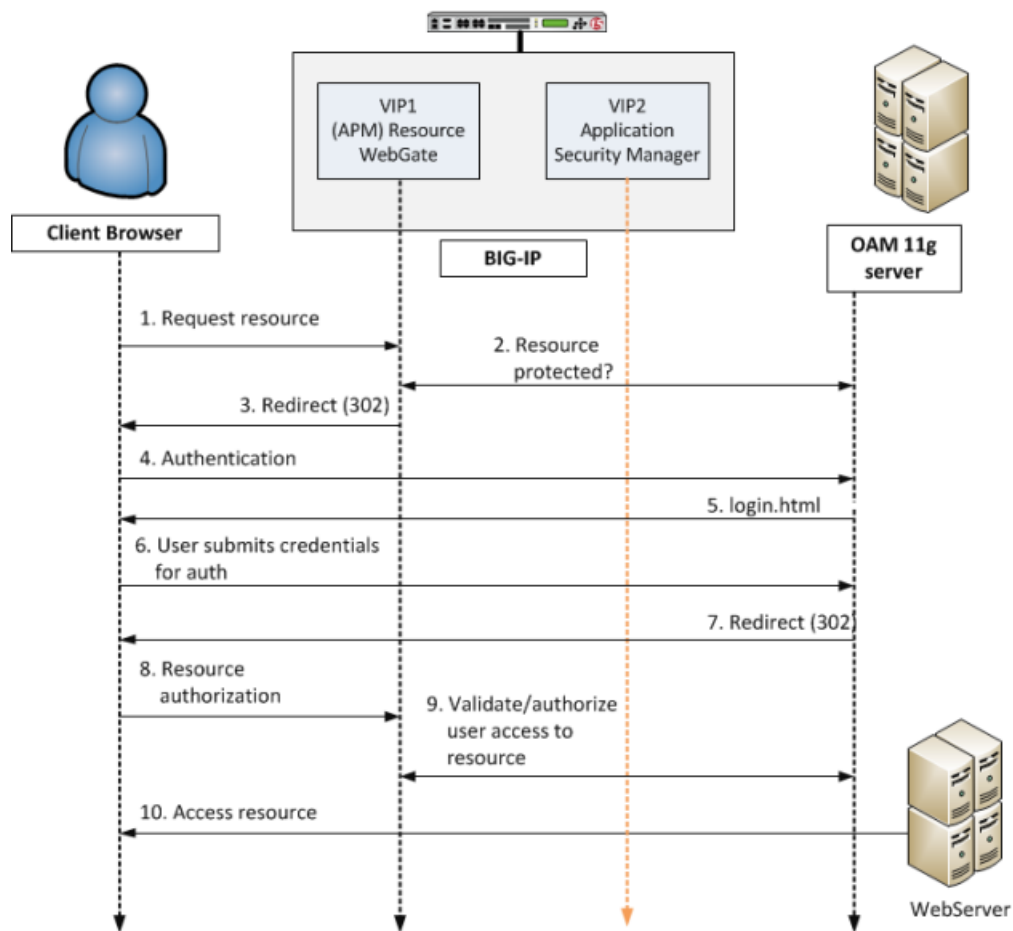 VIP1
(APM) Resource
WebGate
VIP2
Application
Security Manager
Client Browser
BIG-IP
OAM 11g
server
1. Request resource
2. Resource
protected?
3. Redirect (302)
4. Authentication
5. login.html
6. User submits credentials
for auth
7. Redirect (302)
8. Resource
authorization
9. Validate/authorize
user access to
resource
10. Access resource
WebServer